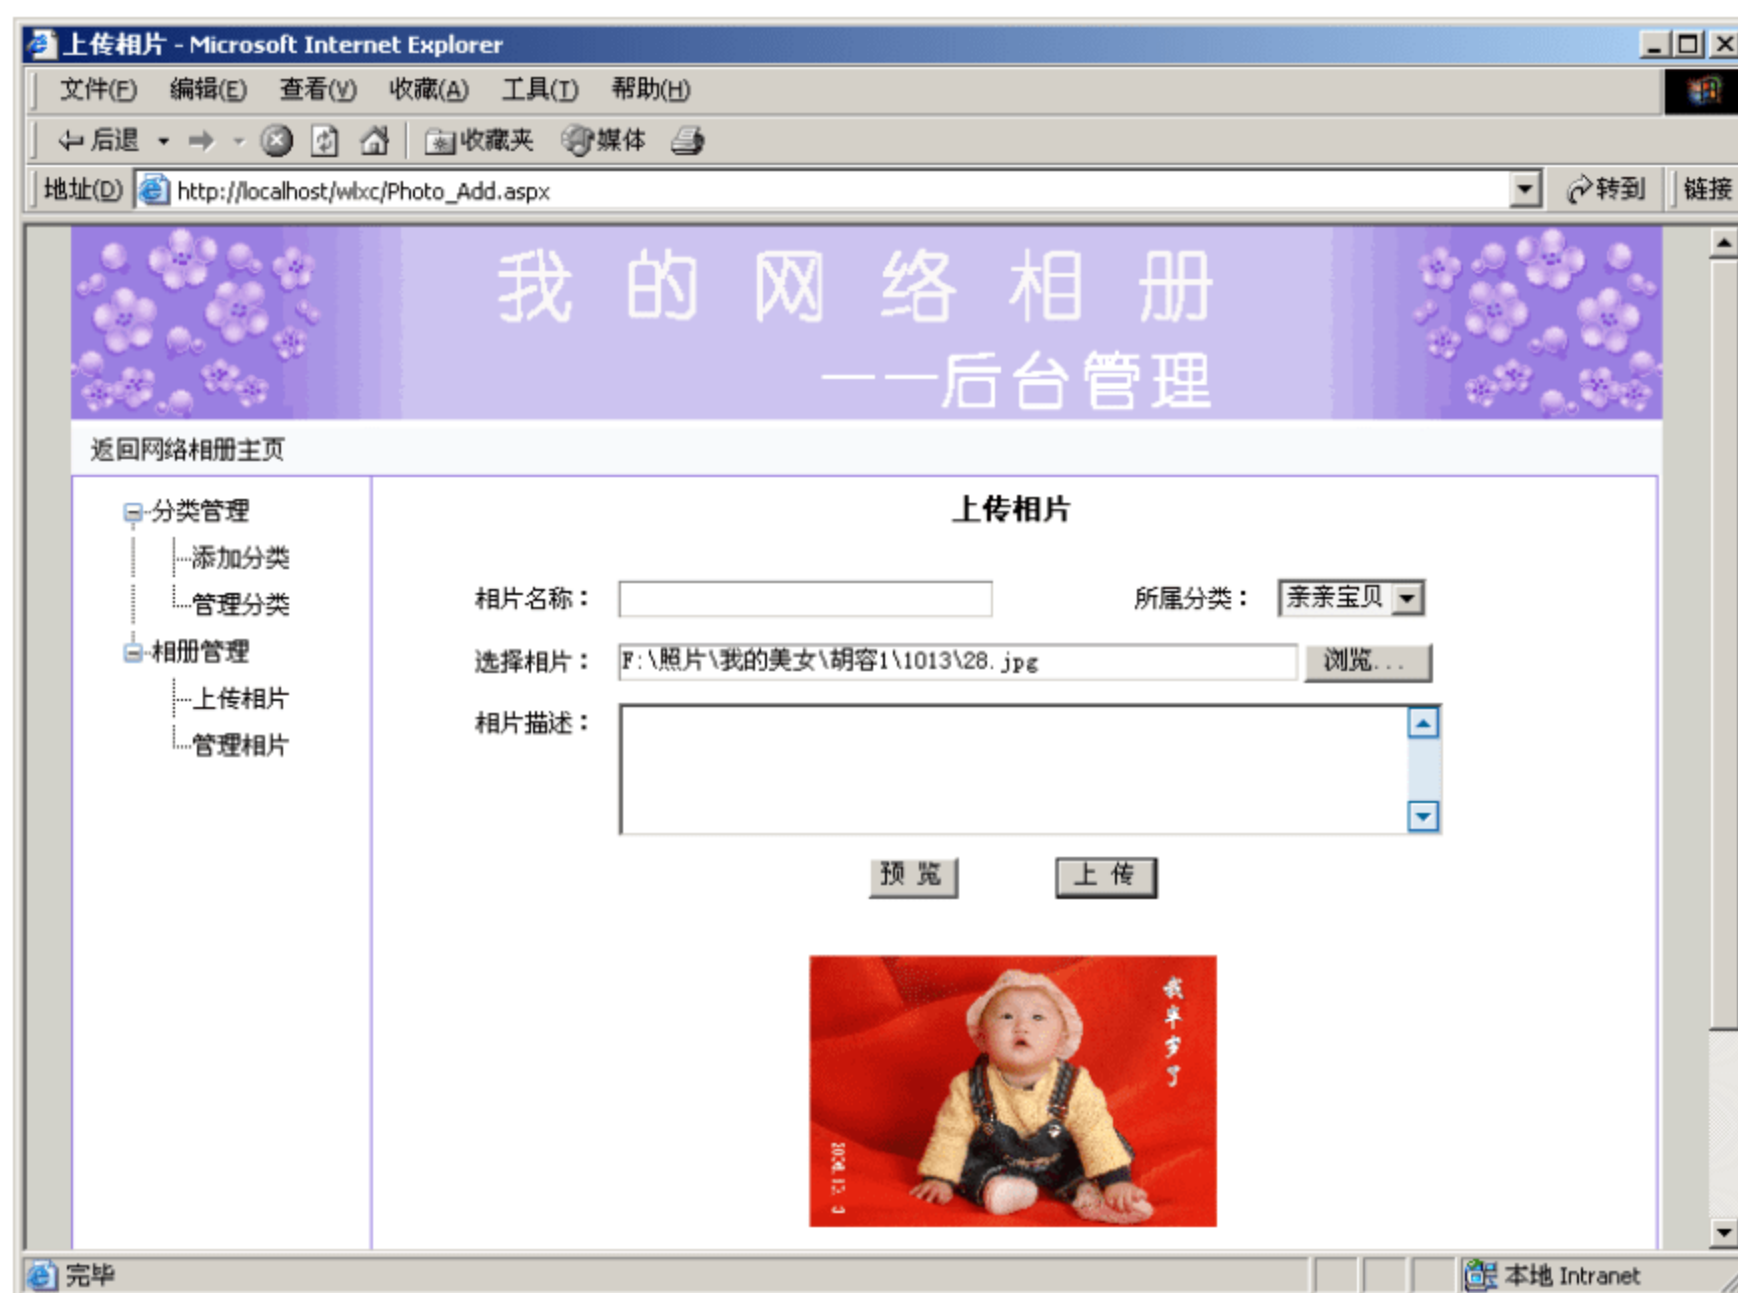 上传相片 - Microsoft Internet Explorer
文件(F) 编辑(E) 查看(V) 收藏(A) 工具(T) 帮助(H)
后退 收藏夹 媒体
地址(D) http://localhost/wlxc/Photo_Add.aspx 转到 链接
我的网络相册
——后台管理
返回网络相册主页
分类管理
添加分类
管理分类
相册管理
上传相片
管理相片
上传相片
相片名称： 所属分类： 亲亲宝贝
选择相片： F:\照片\我的美女\胡容1\1013\28.jpg 浏览...
相片描述：
预 览 上 传
我半岁了
完毕 本地 Intranet